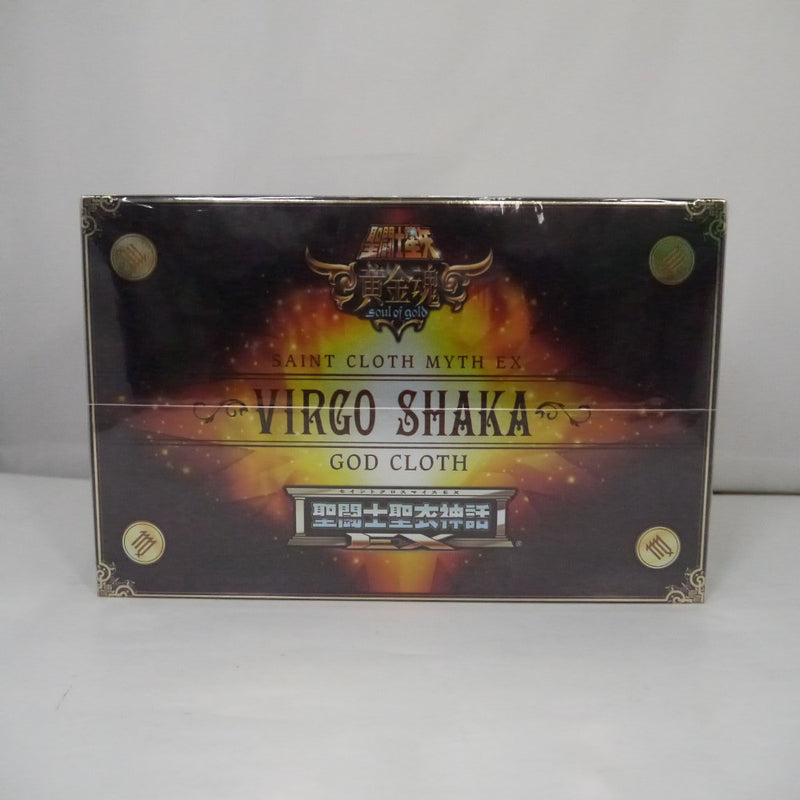 聖闘士星矢
黄金魂
soul of gold
SAINT CLOTH MYTH EX
VIRGO SHAKA
GOD CLOTH
セイントクロスマイスEX
聖闘士聖衣神話
EX
®